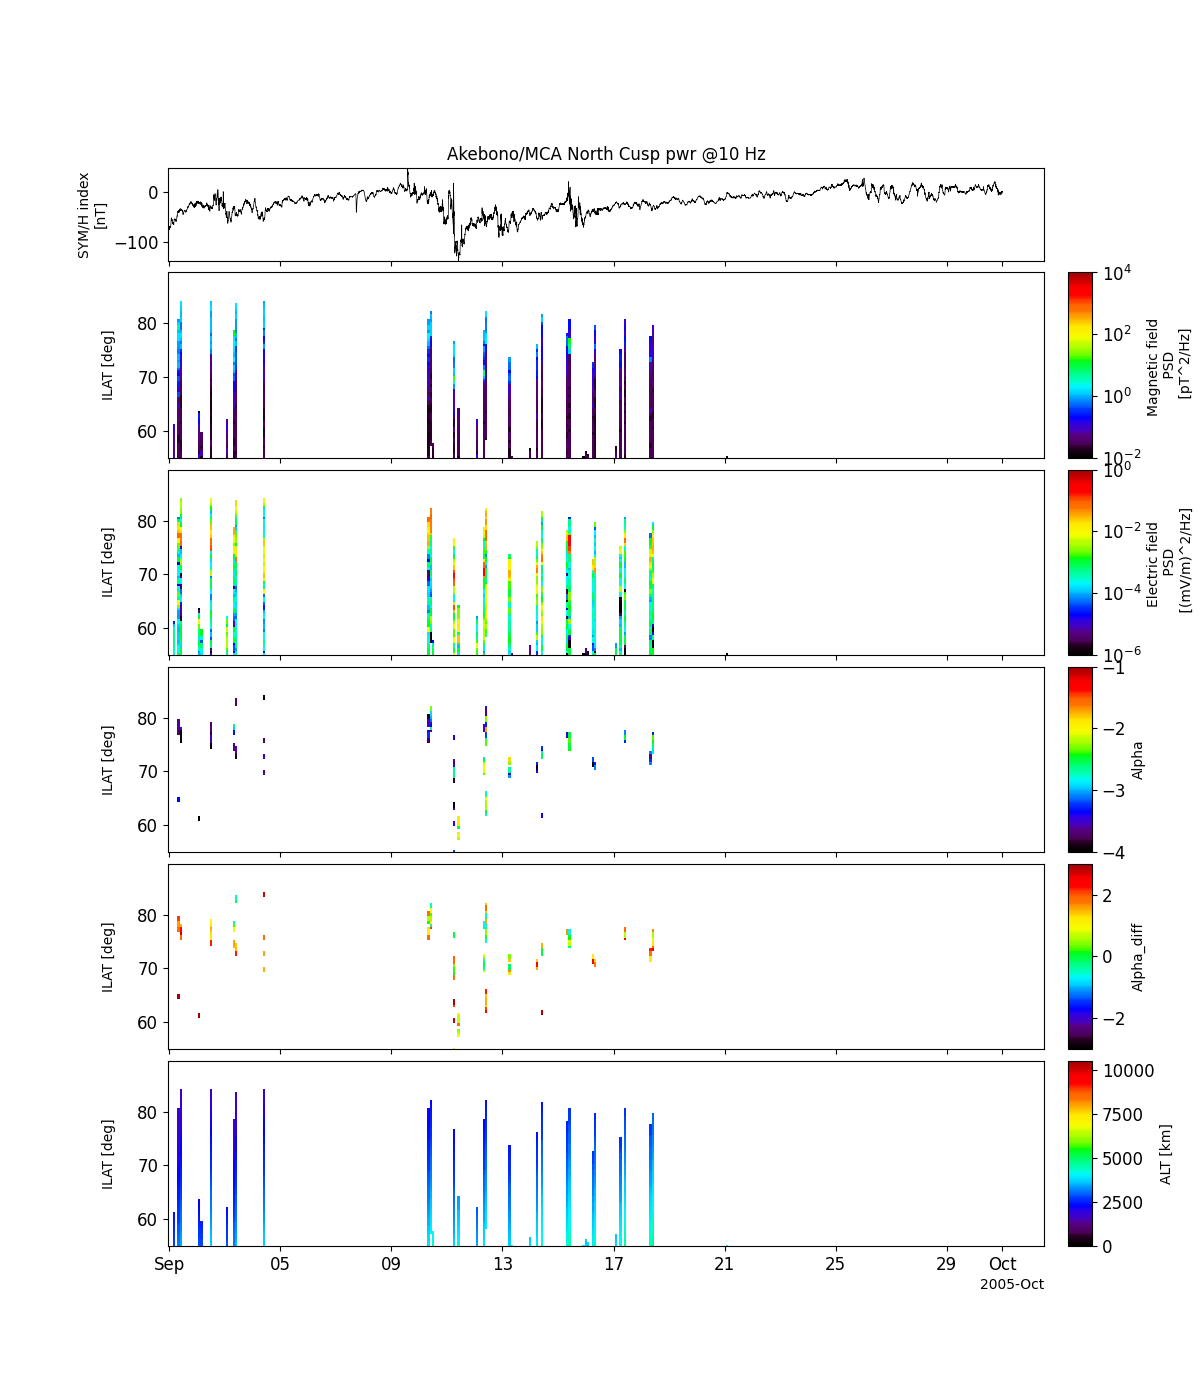 Akebono/MCA North Cusp pwr @10 Hz
SYM/H index
[nT]
0
−100
ILAT [deg]
80
70
60
10^4
10^2
10^0
10^−2
Magnetic field
PSD
[pT^2/Hz]
ILAT [deg]
80
70
60
10^0
10^−2
10^−4
10^−6
Electric field
PSD
[(mV/m)^2/Hz]
ILAT [deg]
80
70
60
−1
−2
−3
−4
Alpha
ILAT [deg]
80
70
60
2
0
−2
Alpha_diff
ILAT [deg]
80
70
60
10000
7500
5000
2500
0
ALT [km]
Sep 05 09 13 17 21 25 29 Oct
2005-Oct